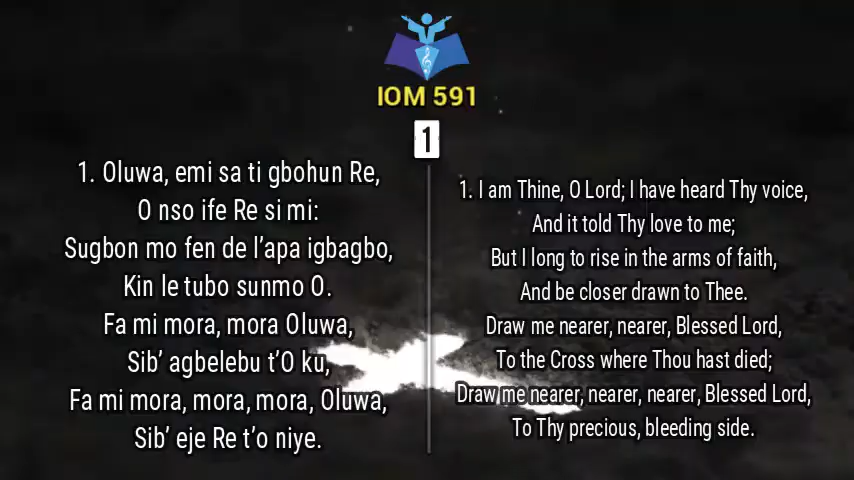 IOM 591
1
1. Oluwa, emi sa ti gbohun Re,
O nso ife Re si mi:
Sugbon mo fen de l’apa igbagbo,
Kin le tubo sunmo O.
Fa mi mora, mora Oluwa,
Sib’ agbelebu t’O ku,
Fa mi mora, mora, mora, Oluwa,
Sib’ eje Re t’o niye.
1. I am Thine, O Lord; I have heard Thy voice,
And it told Thy love to me;
But I long to rise in the arms of faith,
And be closer drawn to Thee.
Draw me nearer, nearer, Blessed Lord,
To the Cross where Thou hast died;
Draw me nearer, nearer, nearer, Blessed Lord,
To Thy precious, bleeding side.